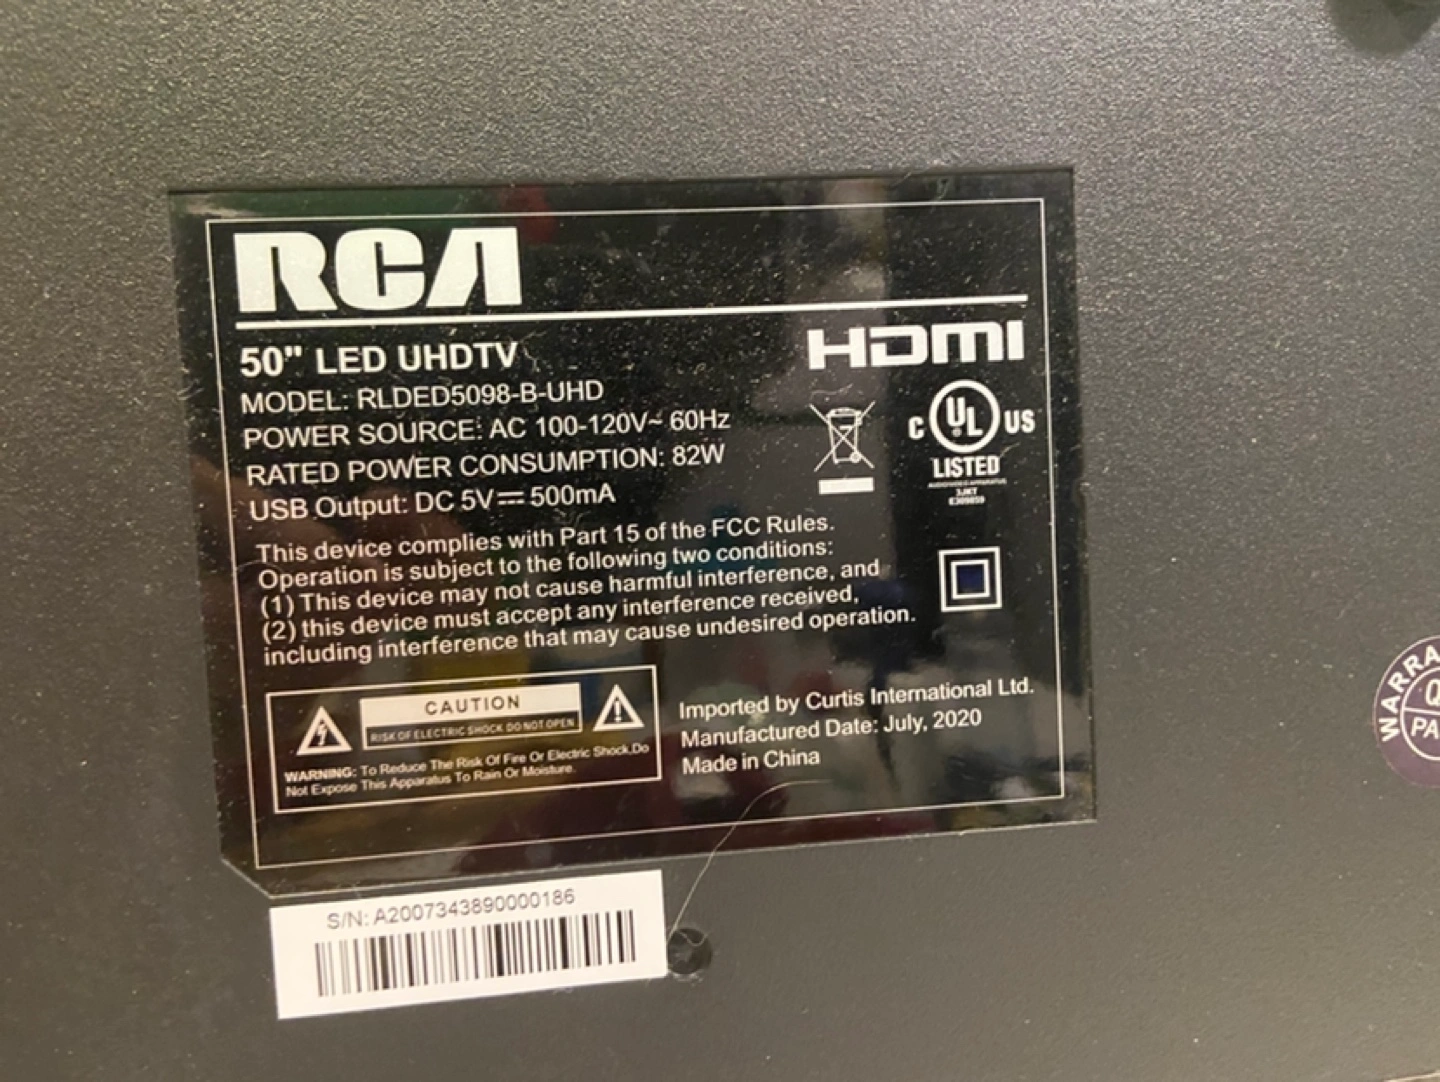 RCA
50" LED UHDTV
HDMI
MODEL: RLDED5098-B-UHD
POWER SOURCE: AC 100-120V~ 60Hz
RATED POWER CONSUMPTION: 82W
USB Output: DC 5V⎓500mA
C UL US
LISTED
AUDIO/VIDEO APPARATUS
3JKT
E309859
This device complies with Part 15 of the FCC Rules.
Operation is subject to the following two conditions:
(1) This device may not cause harmful interference, and
(2) this device must accept any interference received,
including interference that may cause undesired operation.
CAUTION
RISK OF ELECTRIC SHOCK DO NOT OPEN
WARNING: To Reduce The Risk Of Fire Or Electric Shock,Do
Not Expose This Apparatus To Rain Or Moisture.
Imported by Curtis International Ltd.
Manufactured Date: July, 2020
Made in China
S/N: A2007343890000186